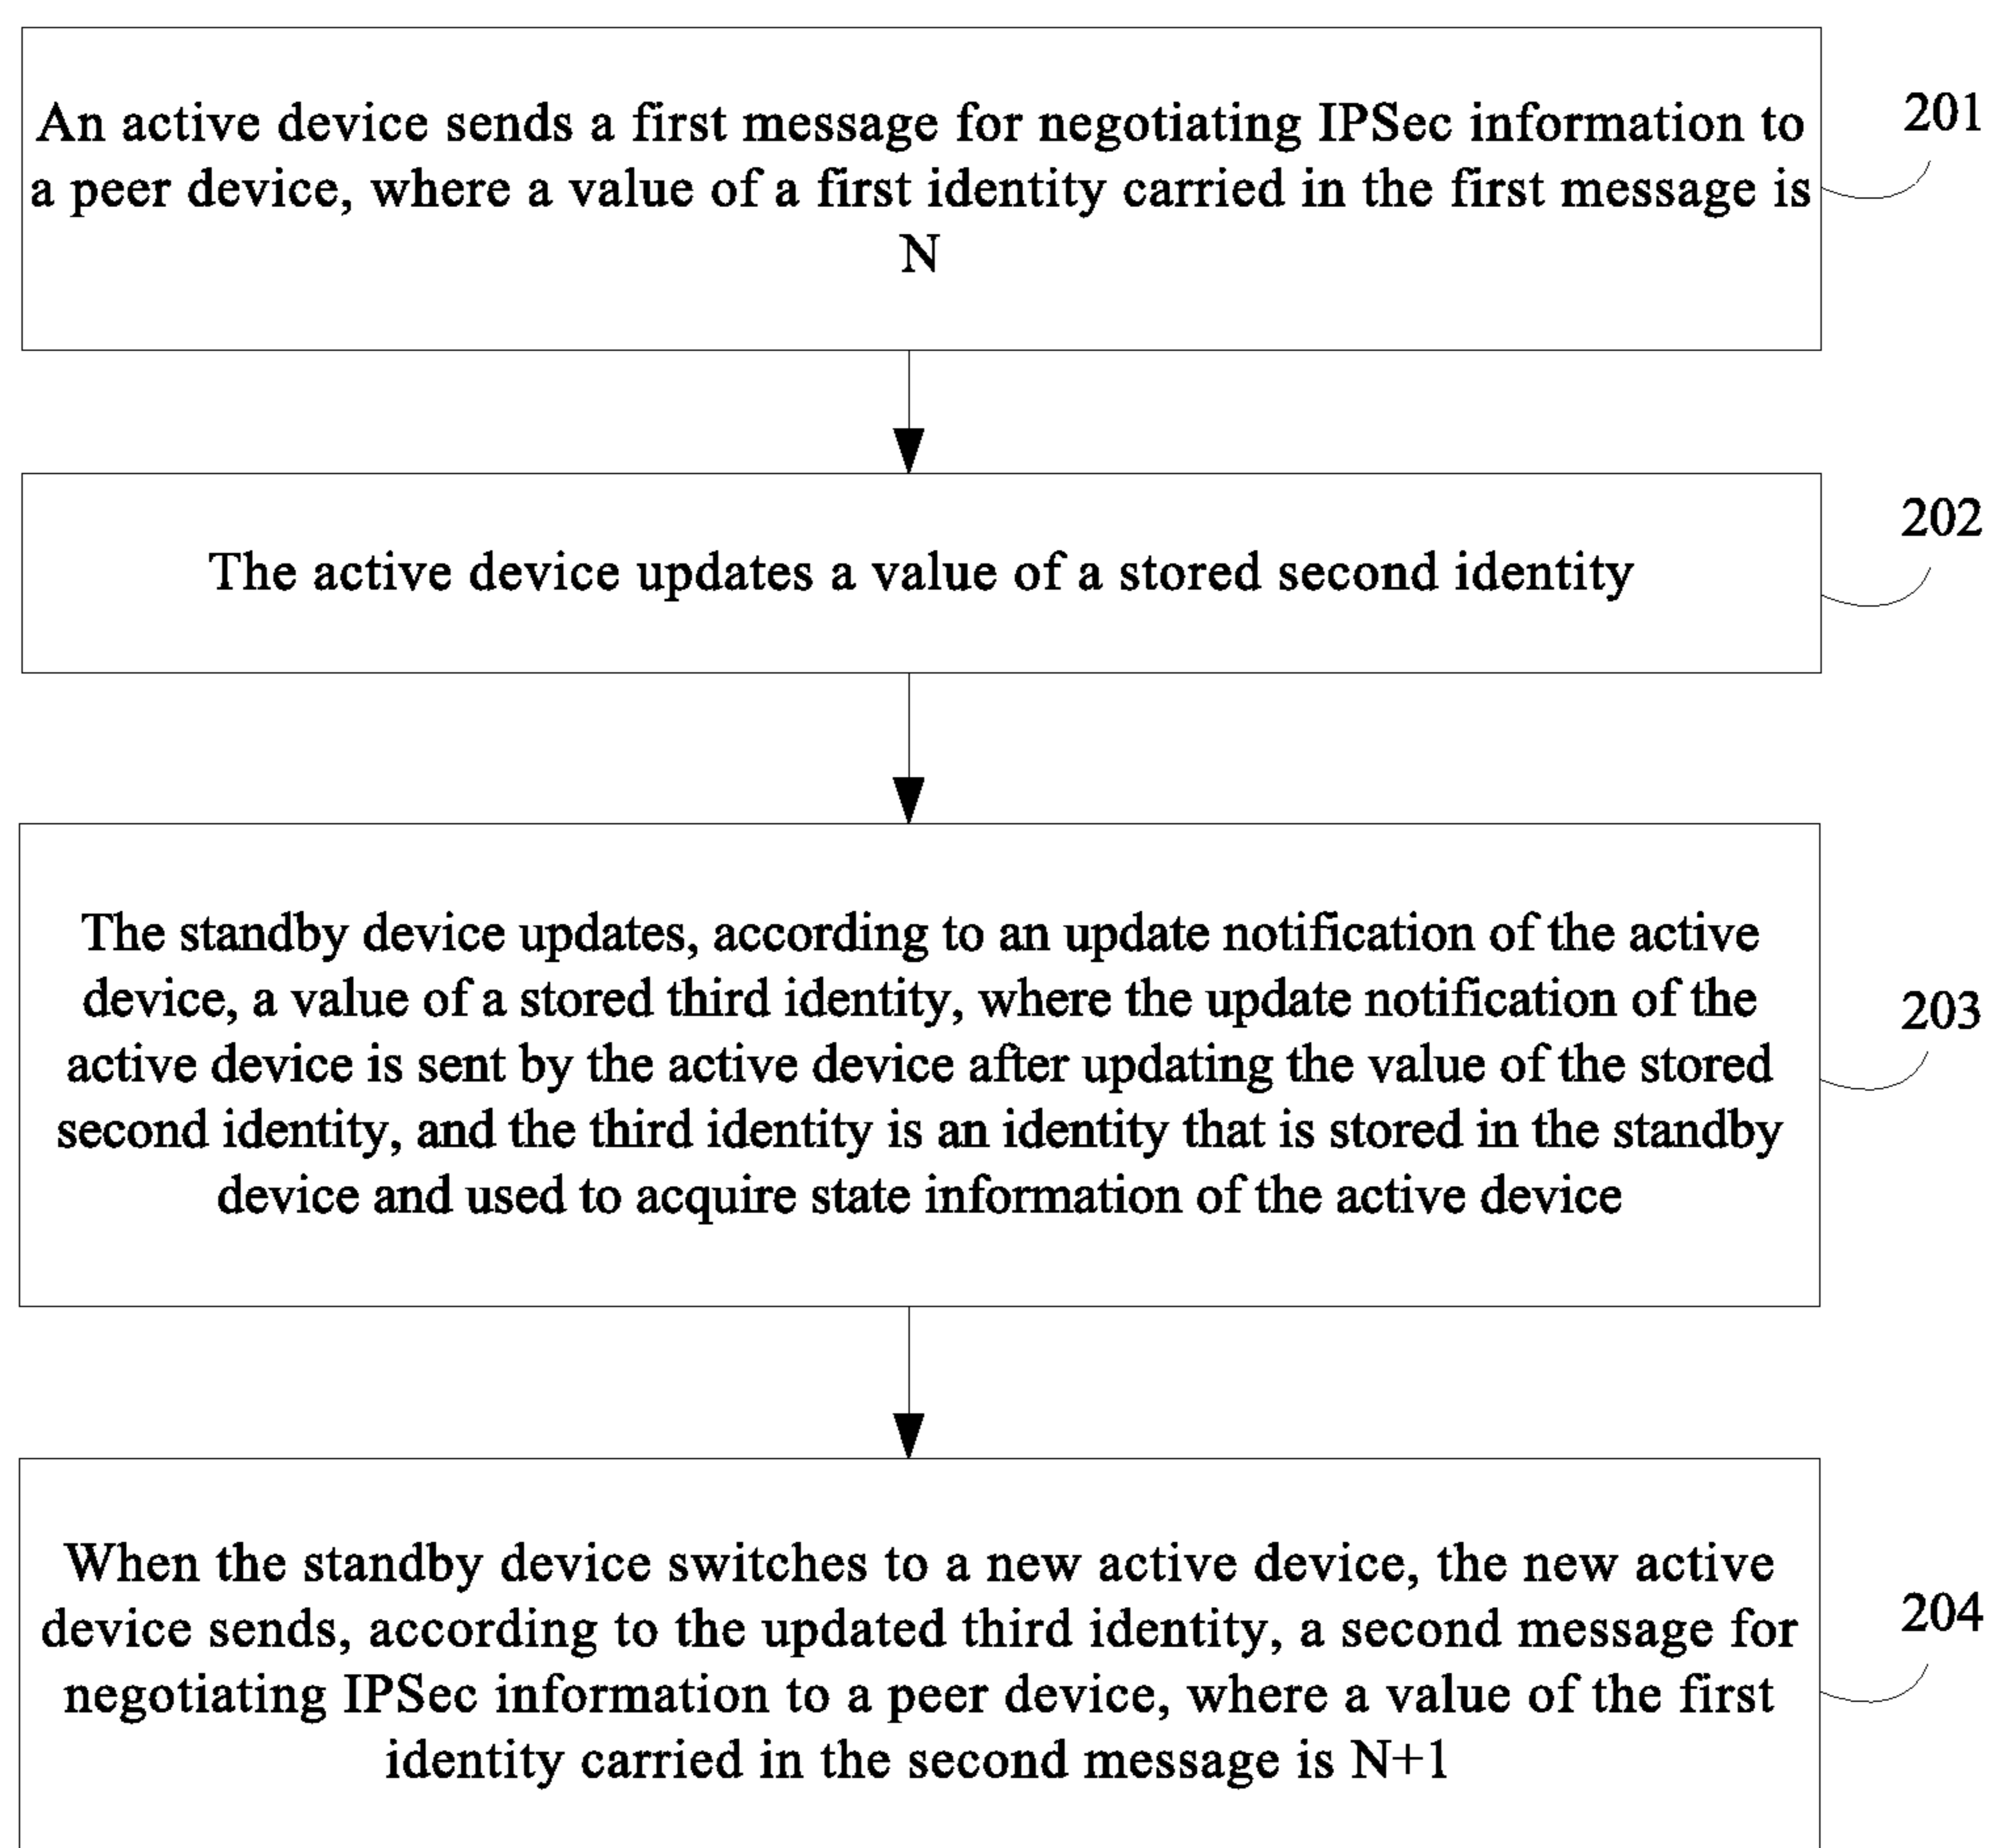 An active device sends a first message for negotiating IPSec information to
a peer device, where a value of a first identity carried in the first message is
N
201
The active device updates a value of a stored second identity
202
The standby device updates, according to an update notification of the active
device, a value of a stored third identity, where the update notification of the
active device is sent by the active device after updating the value of the stored
second identity, and the third identity is an identity that is stored in the standby
device and used to acquire state information of the active device
203
When the standby device switches to a new active device, the new active
device sends, according to the updated third identity, a second message for
negotiating IPSec information to a peer device, where a value of the first
identity carried in the second message is N+1
204